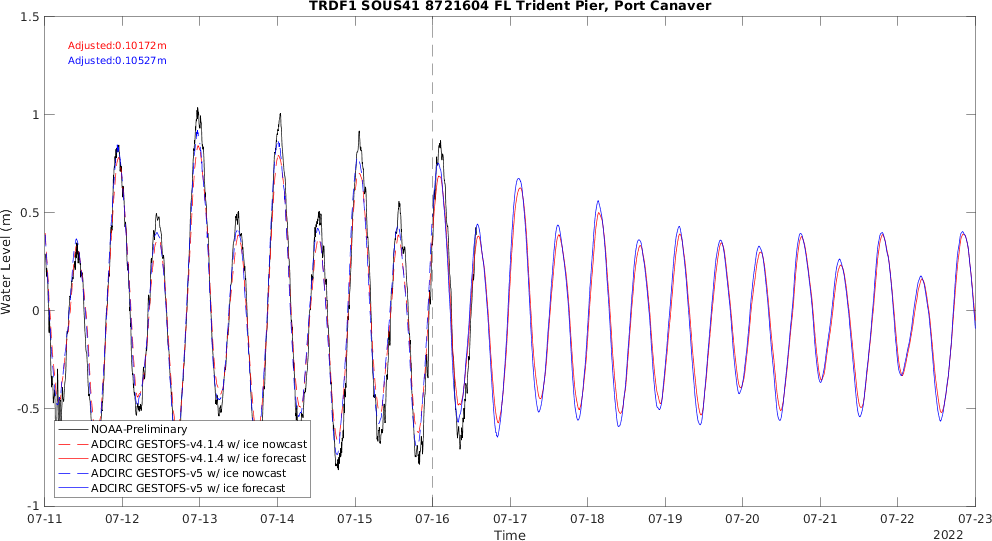 TRDF1 SOUS41 8721604 FL Trident Pier, Port Canaver
Adjusted:0.10172m
Adjusted:0.10527m
Water Level (m)
1.5
1
0.5
0
-0.5
-1
NOAA-Preliminary
ADCIRC GESTOFS-v4.1.4 w/ ice nowcast
ADCIRC GESTOFS-v4.1.4 w/ ice forecast
ADCIRC GESTOFS-v5 w/ ice nowcast
ADCIRC GESTOFS-v5 w/ ice forecast
07-11 07-12 07-13 07-14 07-15 07-16 07-17 07-18 07-19 07-20 07-21 07-22 07-23
Time
2022